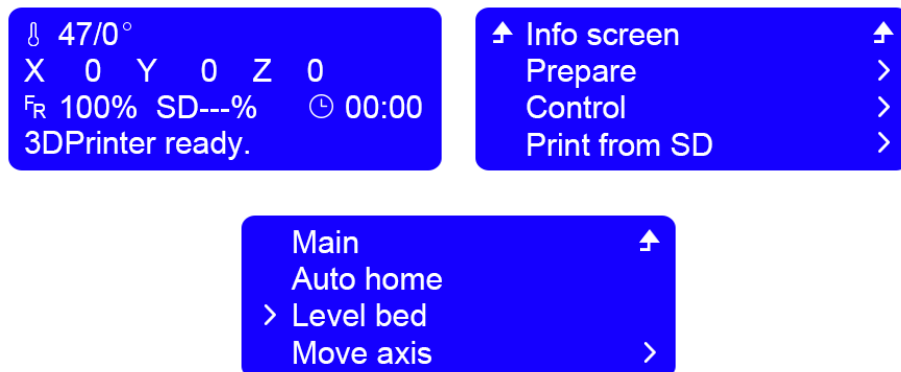 47/0°
X 0 Y 0 Z 0
FR 100% SD---% 00:00
3DPrinter ready.
Info screen
Prepare >
Control >
Print from SD >
Main
Auto home
> Level bed
Move axis >